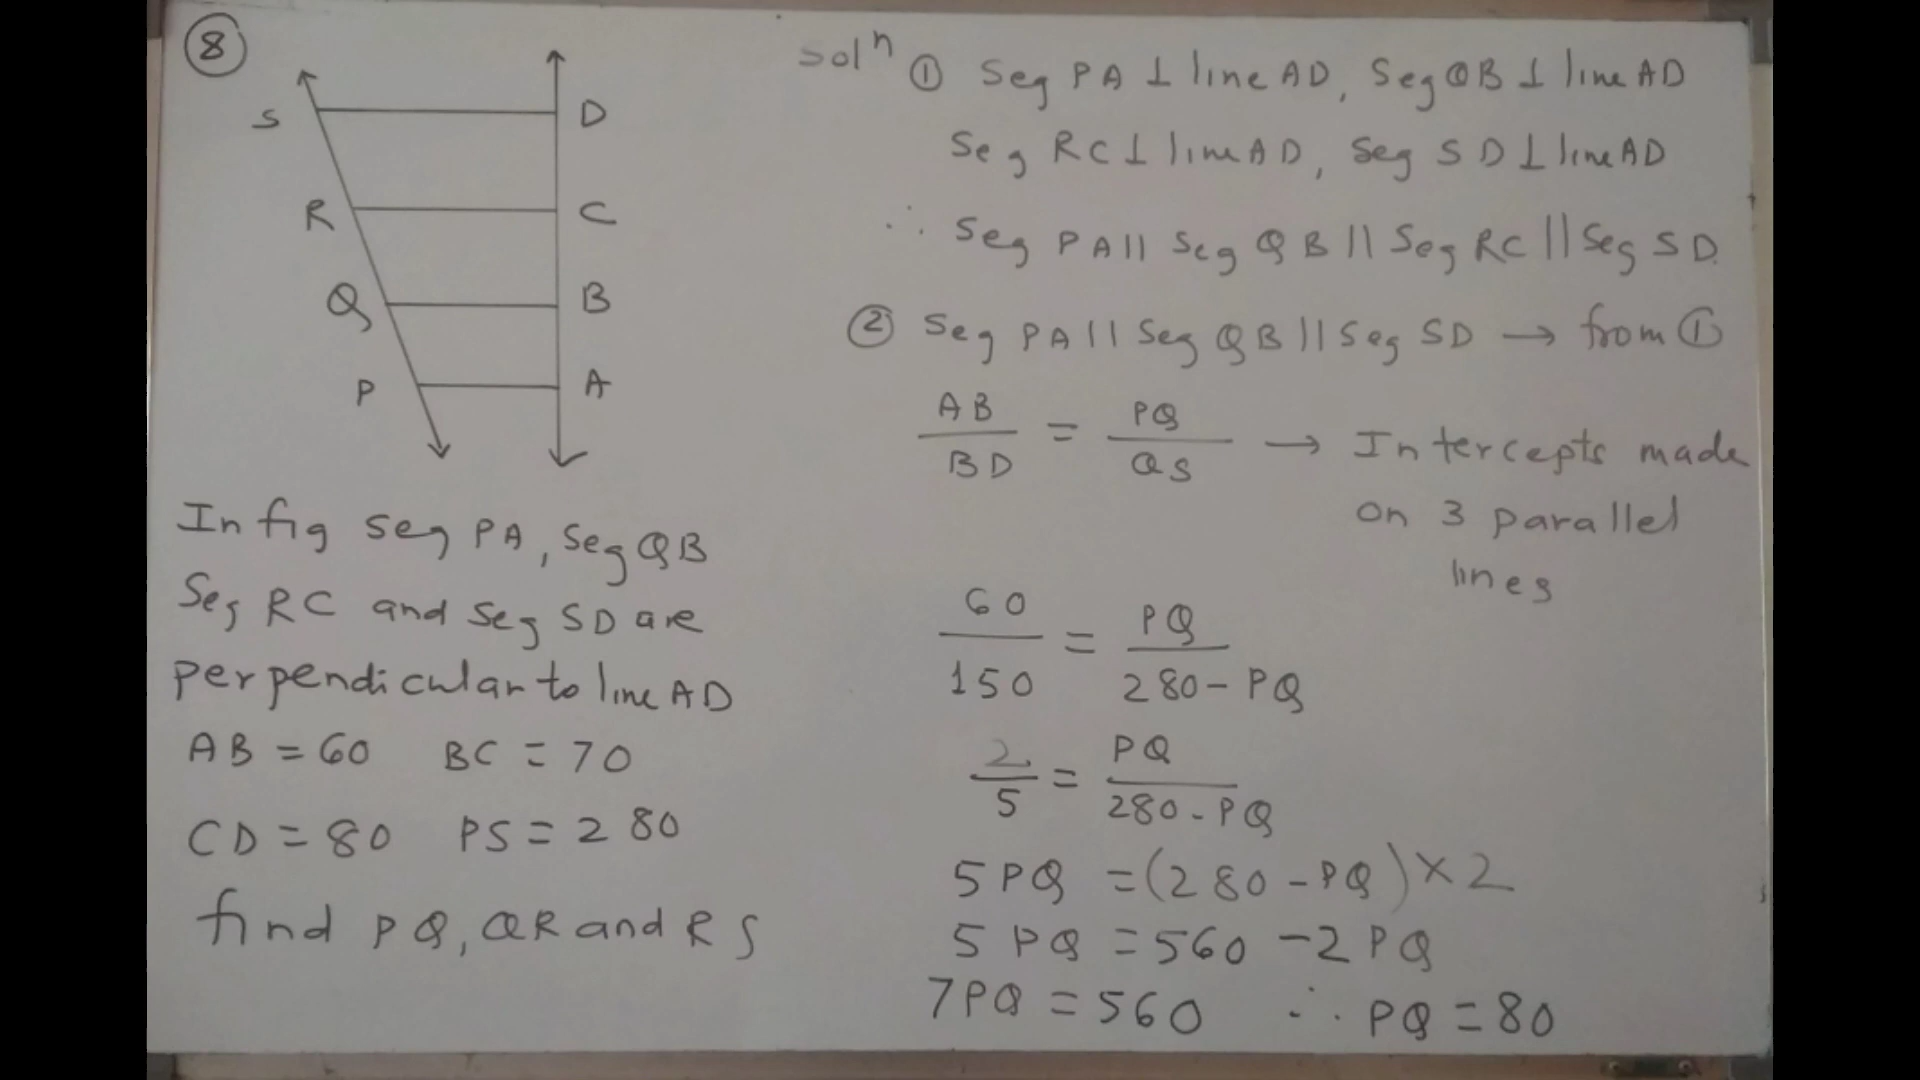 8
S D
R C
Q B
P A
In fig seg PA, seg QB
Seg RC and seg SD are
perpendicular to line AD
AB = 60 BC = 70
CD = 80 PS = 280
find PQ, QR and RS
Solⁿ ① Seg PA ⊥ line AD, Seg QB ⊥ line AD
Seg RC ⊥ line AD, Seg SD ⊥ line AD
∴ Seg PA || Seg QB || Seg RC || Seg SD.
② Seg PA || Seg QB || Seg SD → from ①
AB/BD = PQ/QS → Intercepts made
on 3 parallel
lines
60/150 = PQ/280-PQ
2/5 = PQ/280-PQ
5PQ = (280-PQ)×2
5PQ = 560-2PQ
7PQ = 560 ∴ PQ = 80